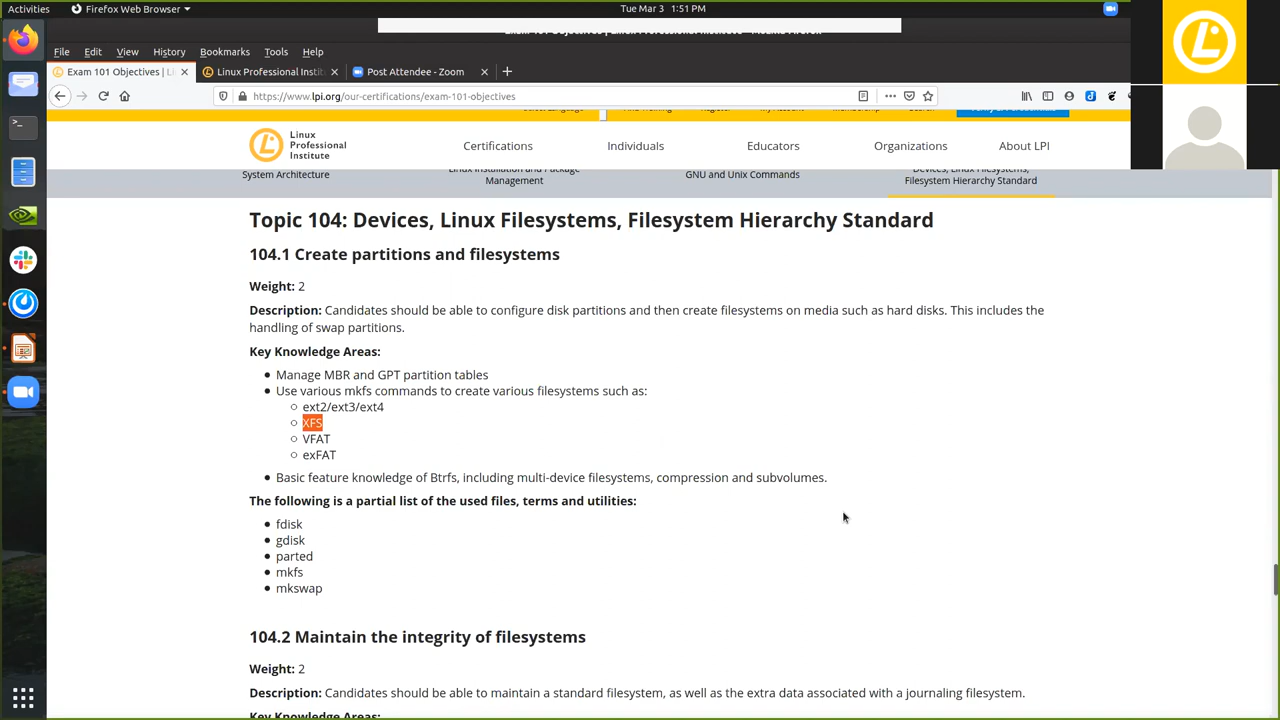 Activities
Firefox Web Browser
Tue Mar 3 1:51 PM
File Edit View History Bookmarks Tools Help
Exam 101 Objectives | Li
Linux Professional Instit
Post Attendee - Zoom
https://www.lpi.org/our-certifications/exam-101-objectives
Linux
Professional
Institute
Certifications
Individuals
Educators
Organizations
About LPI
System Architecture
Linux Installation and Package
Management
GNU and Unix Commands
Devices, Linux Filesystems,
Filesystem Hierarchy Standard
Topic 104: Devices, Linux Filesystems, Filesystem Hierarchy Standard
104.1 Create partitions and filesystems
Weight: 2
Description: Candidates should be able to configure disk partitions and then create filesystems on media such as hard disks. This includes the
handling of swap partitions.
Key Knowledge Areas:
Manage MBR and GPT partition tables
Use various mkfs commands to create various filesystems such as:
ext2/ext3/ext4
XFS
VFAT
exFAT
Basic feature knowledge of Btrfs, including multi-device filesystems, compression and subvolumes.
The following is a partial list of the used files, terms and utilities:
fdisk
gdisk
parted
mkfs
mkswap
104.2 Maintain the integrity of filesystems
Weight: 2
Description: Candidates should be able to maintain a standard filesystem, as well as the extra data associated with a journaling filesystem.
Key Knowledge Areas: